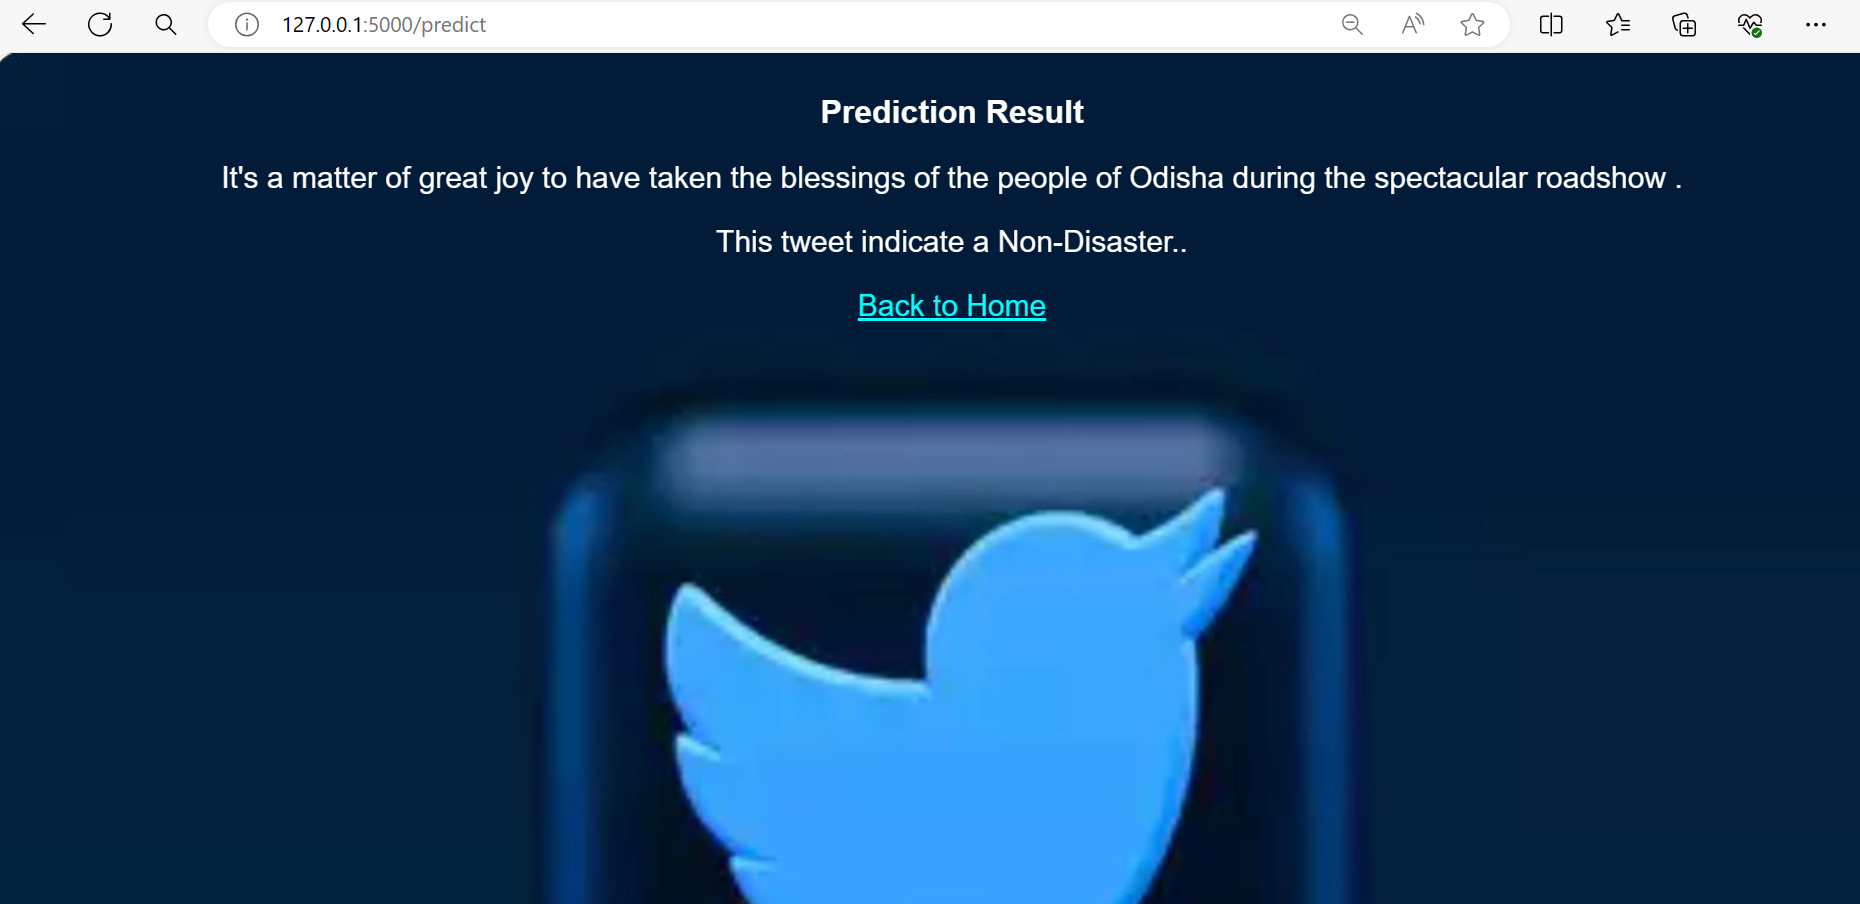 127.0.0.1:5000/predict
Prediction Result
It's a matter of great joy to have taken the blessings of the people of Odisha during the spectacular roadshow .
This tweet indicate a Non-Disaster..
Back to Home